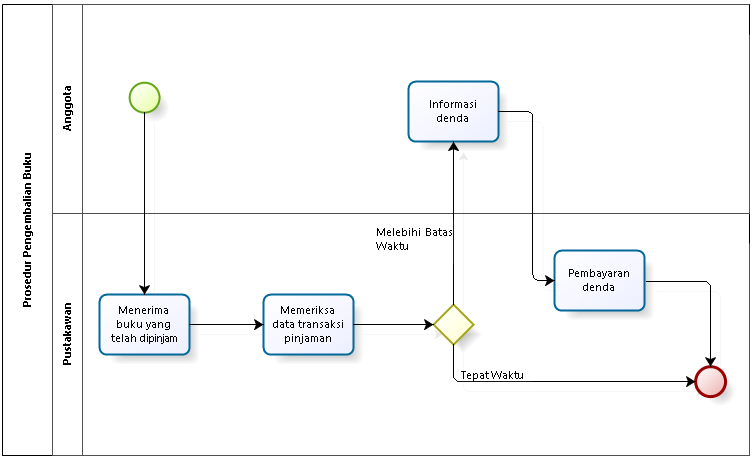 Prosedur Pengembalian Buku
Anggota
Informasi
denda
Melebihi Batas
Waktu
Pustakawan
Menerima
buku yang
telah dipinjam
Memeriksa
data transaksi
pinjaman
Pembayaran
denda
Tepat Waktu